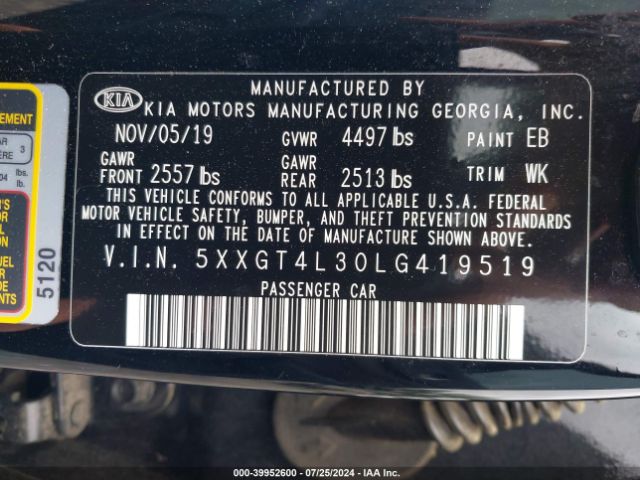 MANUFACTURED BY
KIA KIA MOTORS MANUFACTURING GEORGIA, INC.
NOV/05/19 GVWR 4497 lbs PAINT EB
GAWR FRONT 2557 lbs GAWR REAR 2513 lbs TRIM WK
THIS VEHICLE CONFORMS TO ALL APPLICABLE U.S.A. FEDERAL
MOTOR VEHICLE SAFETY, BUMPER, AND THEFT PREVENTION STANDARDS
IN EFFECT ON THE DATE OF MANUFACTURE SHOWN ABOVE.
V.I.N. 5XXGT4L30LG419519
PASSENGER CAR
3
lbs.
5120
000-39952600 - 07/25/2024 - IAA Inc.